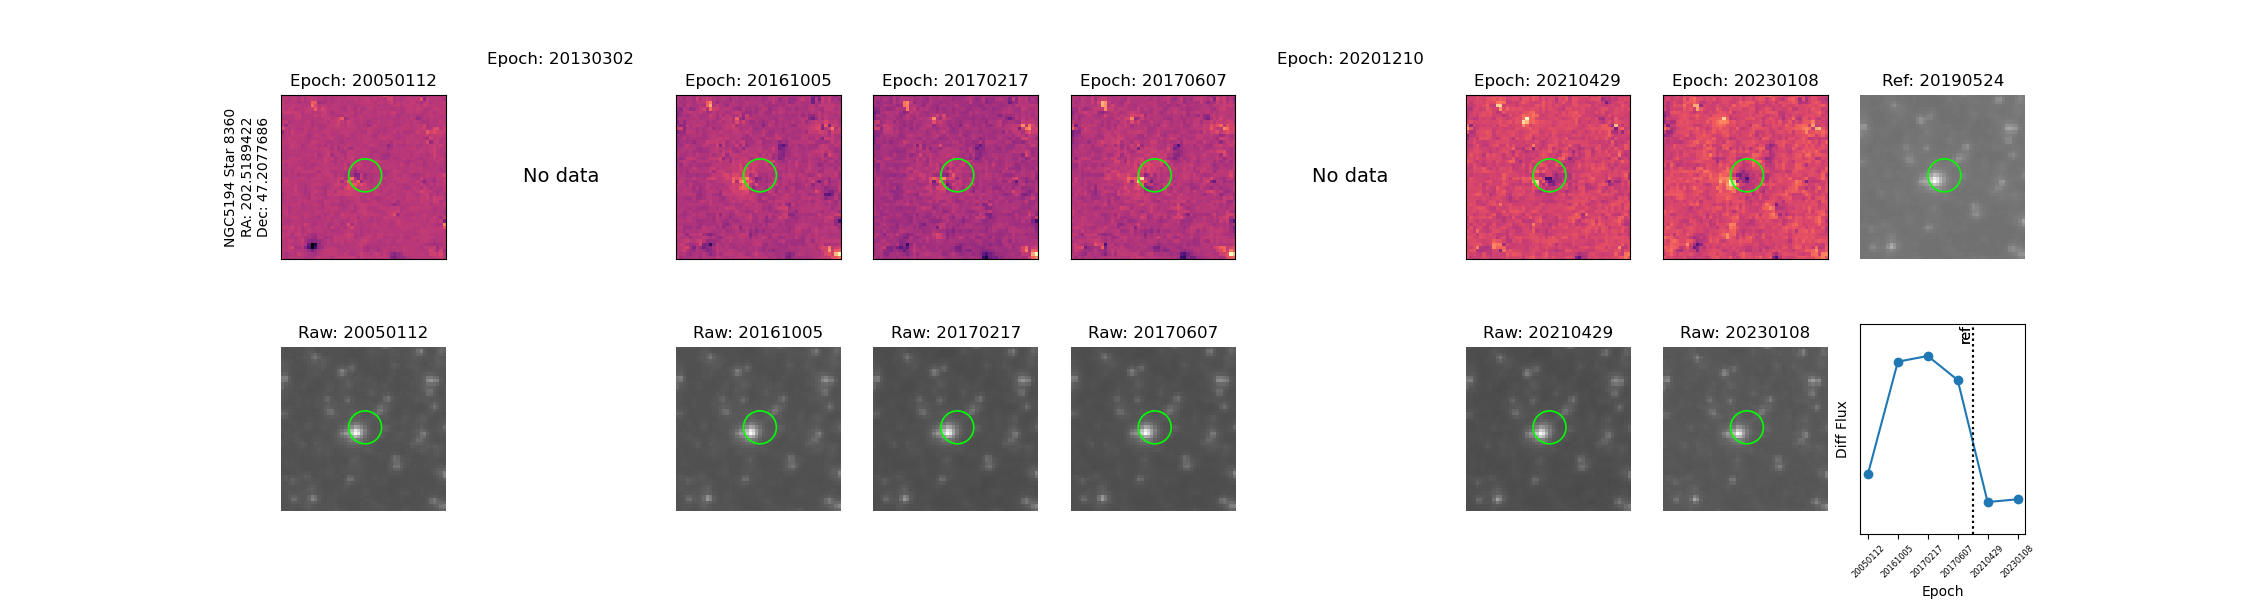 Epoch: 20130302
Epoch: 20201210
Epoch: 20050112
Epoch: 20161005
Epoch: 20170217
Epoch: 20170607
Epoch: 20210429
Epoch: 20230108
Ref: 20190524
NGC5194 Star 8360
RA: 202.5189422
Dec: 47.2077686
No data
No data
Raw: 20050112
Raw: 20161005
Raw: 20170217
Raw: 20170607
Raw: 20210429
Raw: 20230108
ref
Diff Flux
20050112
20161005
20170217
20170607
20210429
20230108
Epoch